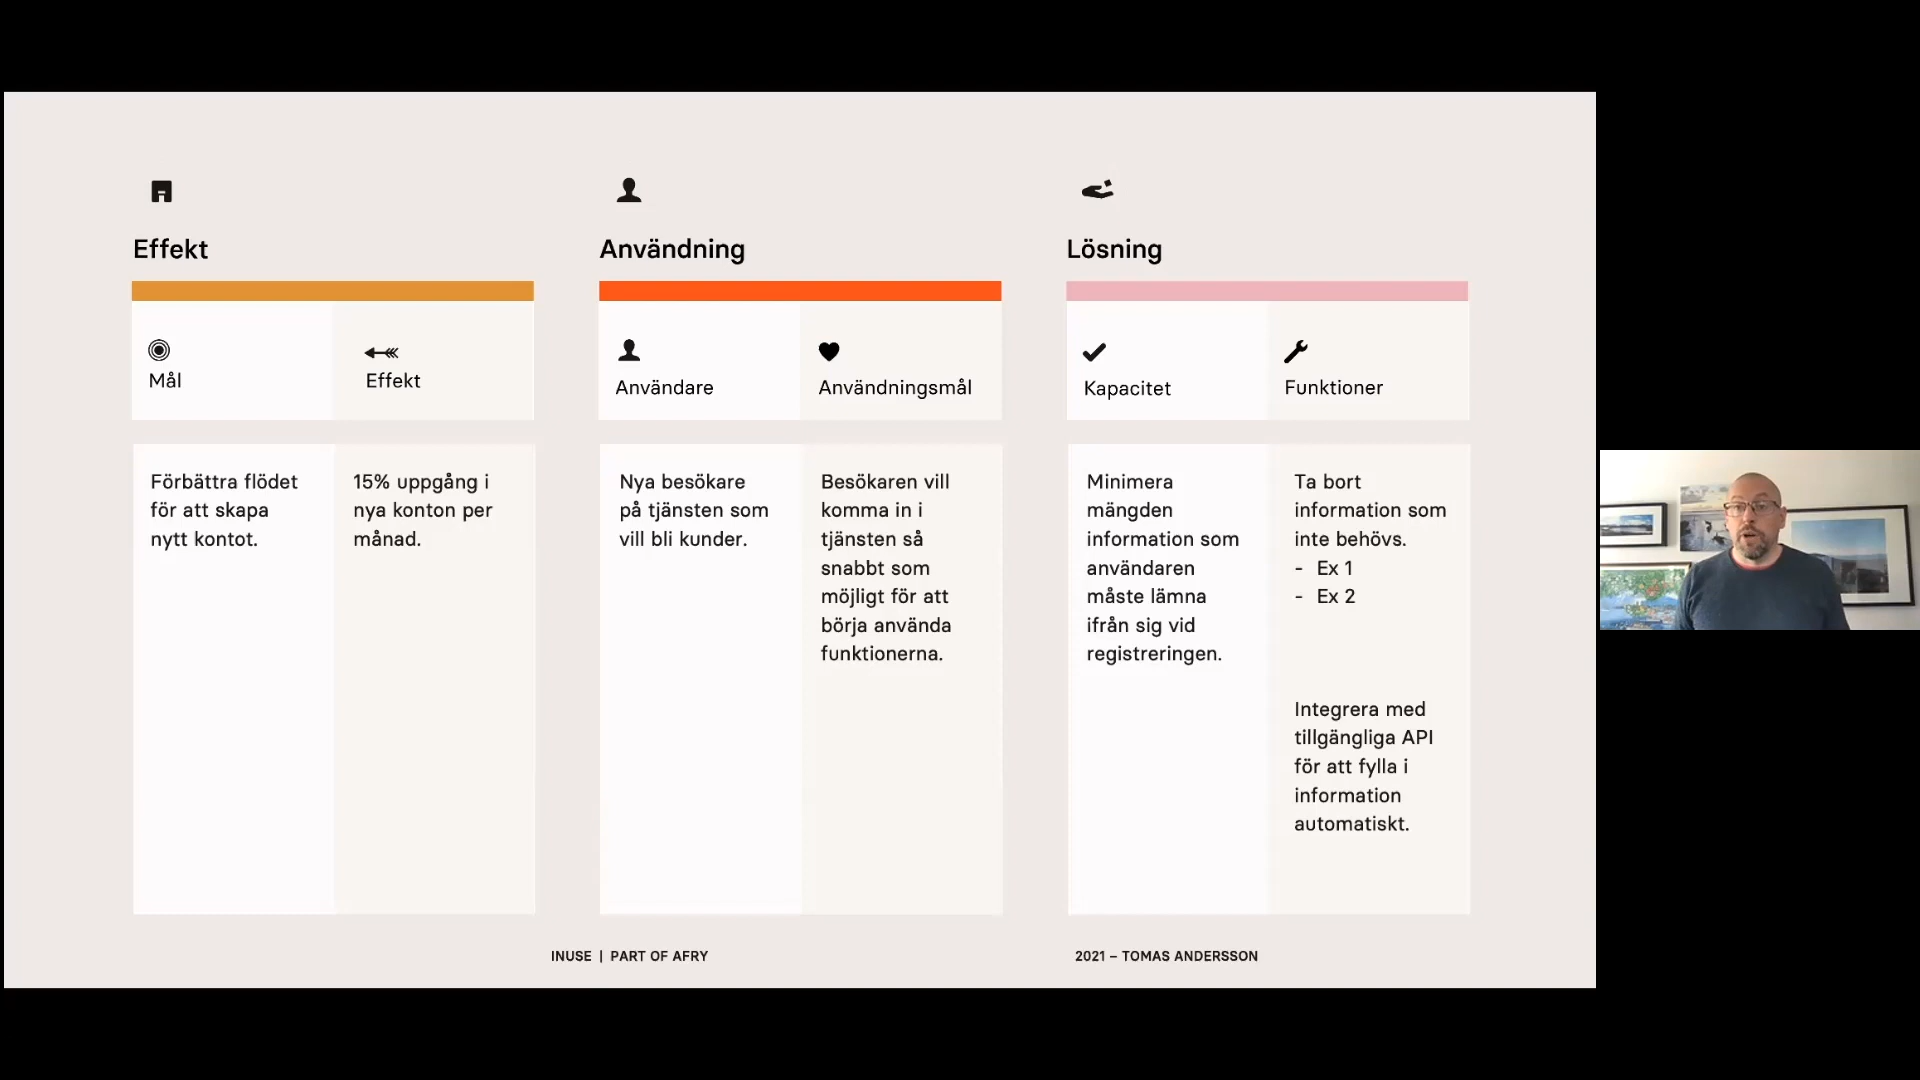 Effekt
Mål
Effekt
Förbättra flödet
för att skapa
nytt kontot.
15% uppgång i
nya konton per
månad.
Användning
Användare
Användningsmål
Nya besökare
på tjänsten som
vill bli kunder.
Besökaren vill
komma in i
tjänsten så
snabbt som
möjligt för att
börja använda
funktionerna.
Lösning
Kapacitet
Funktioner
Minimera
mängden
information som
användaren
måste lämna
ifrån sig vid
registreringen.
Ta bort
information som
inte behövs.
- Ex 1
- Ex 2
Integrera med
tillgängliga API
för att fylla i
information
automatiskt.
INUSE | PART OF AFRY
2021 – TOMAS ANDERSSON